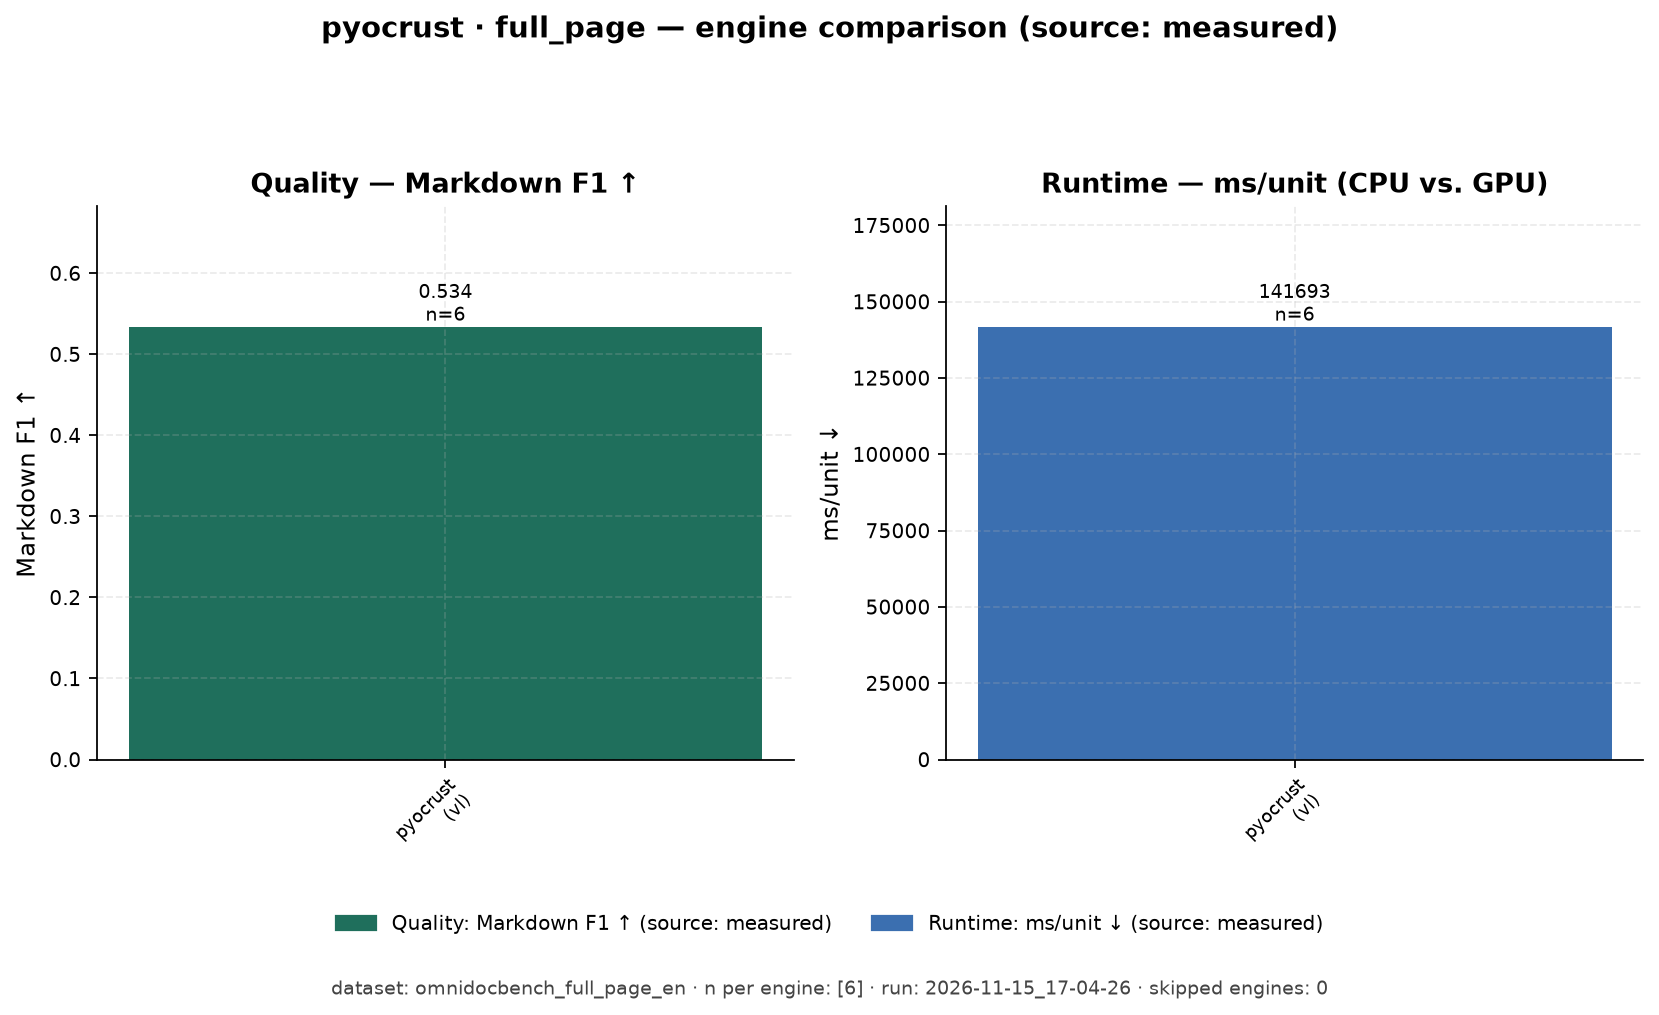 pyocrust · full_page — engine comparison (source: measured)
Quality — Markdown F1 ↑
Markdown F1 ↑
0.6
0.5
0.4
0.3
0.2
0.1
0.0
0.534
n=6
pyocrust
(vl)
Runtime — ms/unit (CPU vs. GPU)
ms/unit ↓
175000
150000
125000
100000
75000
50000
25000
0
141693
n=6
pyocrust
(vl)
Quality: Markdown F1 ↑ (source: measured)
Runtime: ms/unit ↓ (source: measured)
dataset: omnidocbench_full_page_en · n per engine: [6] · run: 2026-11-15_17-04-26 · skipped engines: 0